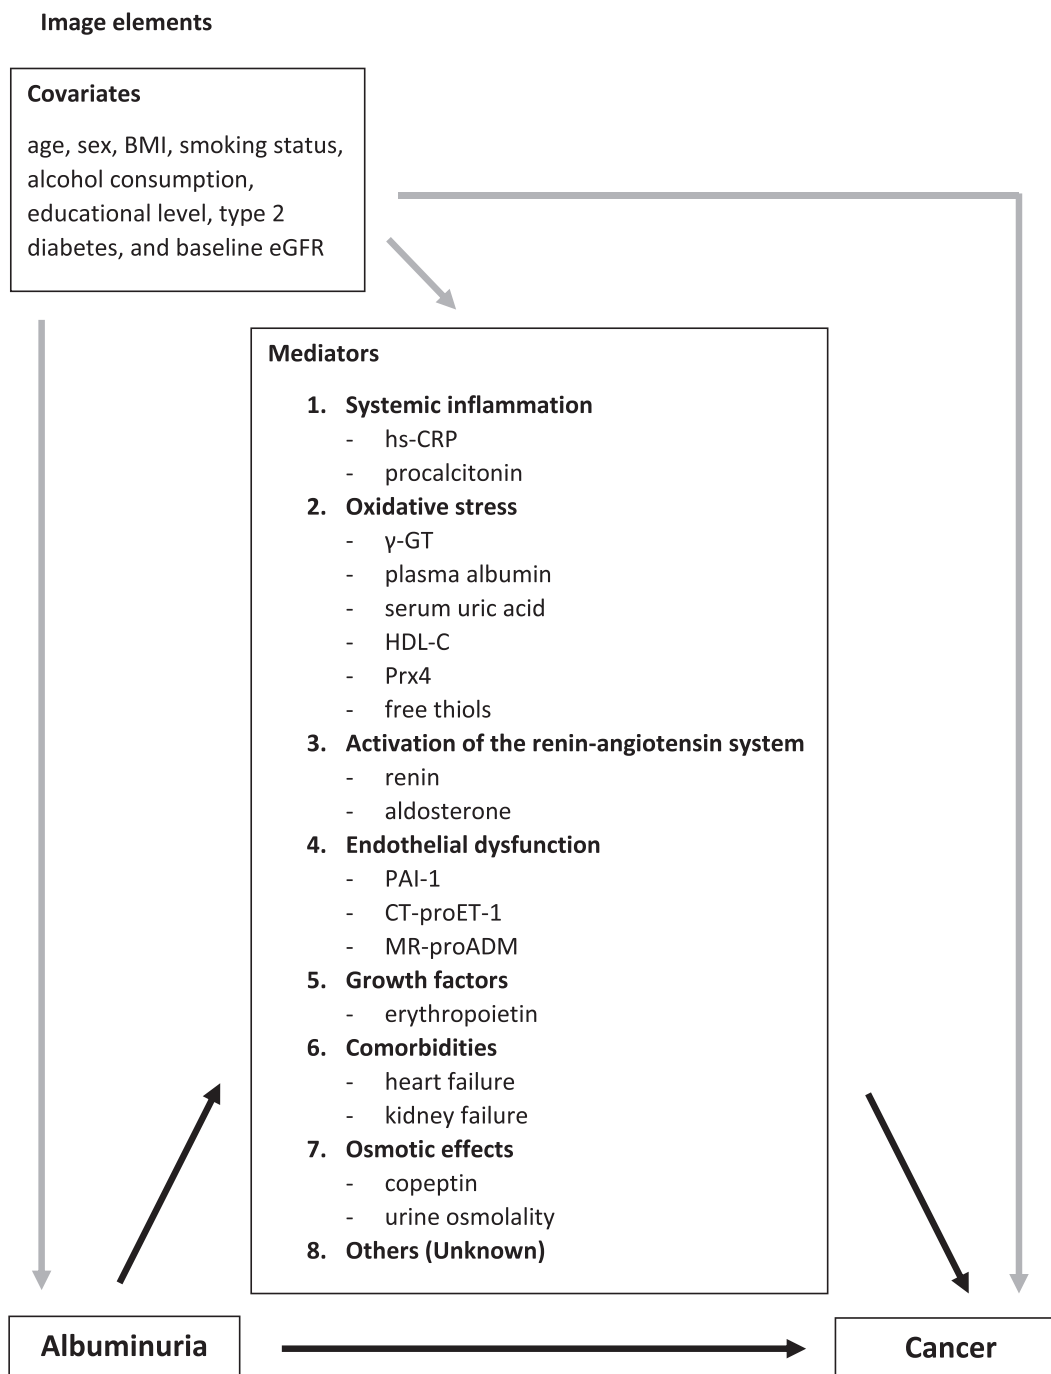 Image elements
Covariates
age, sex, BMI, smoking status,
alcohol consumption,
educational level, type 2
diabetes, and baseline eGFR
Mediators
1. Systemic inflammation
- hs-CRP
- procalcitonin
2. Oxidative stress
- γ-GT
- plasma albumin
- serum uric acid
- HDL-C
- Prx4
- free thiols
3. Activation of the renin-angiotensin system
- renin
- aldosterone
4. Endothelial dysfunction
- PAI-1
- CT-proET-1
- MR-proADM
5. Growth factors
- erythropoietin
6. Comorbidities
- heart failure
- kidney failure
7. Osmotic effects
- copeptin
- urine osmolality
8. Others (Unknown)
Albuminuria
Cancer